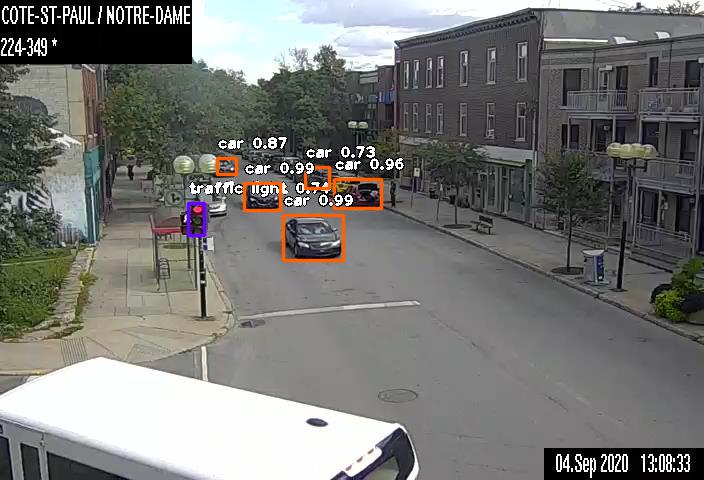 COTE-ST-PAUL / NOTRE-DAME
224-349 *
car 0.87
car 0.73
car 0.99
car 0.96
traffic light 0.74
car 0.99
04.Sep 2020 13:08:33